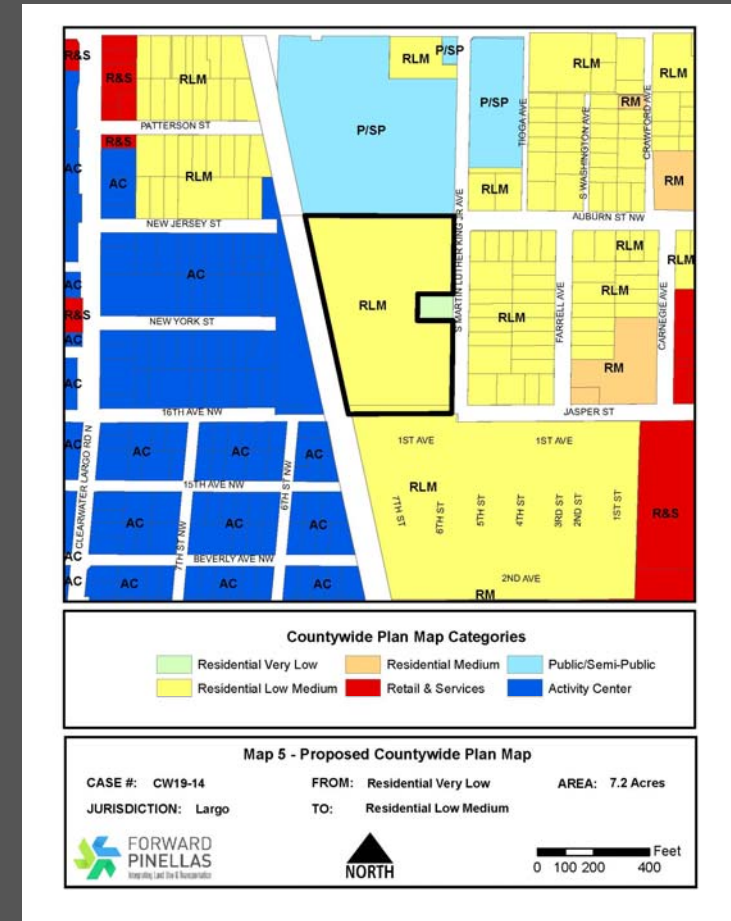 R&S
R&S
RLM
RLM
P/SP
RLM
RLM
PATTERSON ST
P/SP
P/SP
TIOGA AVE
S WASHINGTON AVE
RM
CRAWFORD AVE
R&S
AC
AC
RLM
RLM
RM
NEW JERSEY ST
S MARTIN LUTHER KING JR AVE
AUBURN ST NW
AC
AC
RLM
RLM
AC
R&S
NEW YORK ST
RLM
RLM
FARRELL AVE
RLM
CARNEGIE AVE
AC
AC
RM
16TH AVE NW
JASPER ST
AC
CLEARWATER LARGO RD N
AC
AC
6TH ST NW
AC
1ST AVE
1ST AVE
15TH AVE NW
RLM
7TH ST
6TH ST
5TH ST
4TH ST
3RD ST
2ND ST
1ST ST
R&S
AC
7TH ST NW
AC
AC
AC
BEVERLY AVE NW
2ND AVE
AC
AC
AC
AC
RM
Countywide Plan Map Categories
Residential Very Low Residential Medium Public/Semi-Public
Residential Low Medium Retail & Services Activity Center
Map 5 - Proposed Countywide Plan Map
CASE #: CW19-14 FROM: Residential Very Low AREA: 7.2 Acres
JURISDICTION: Largo TO: Residential Low Medium
FORWARD
PINELLAS
Integrating Land Use & Transportation
NORTH
Feet
0 100 200 400